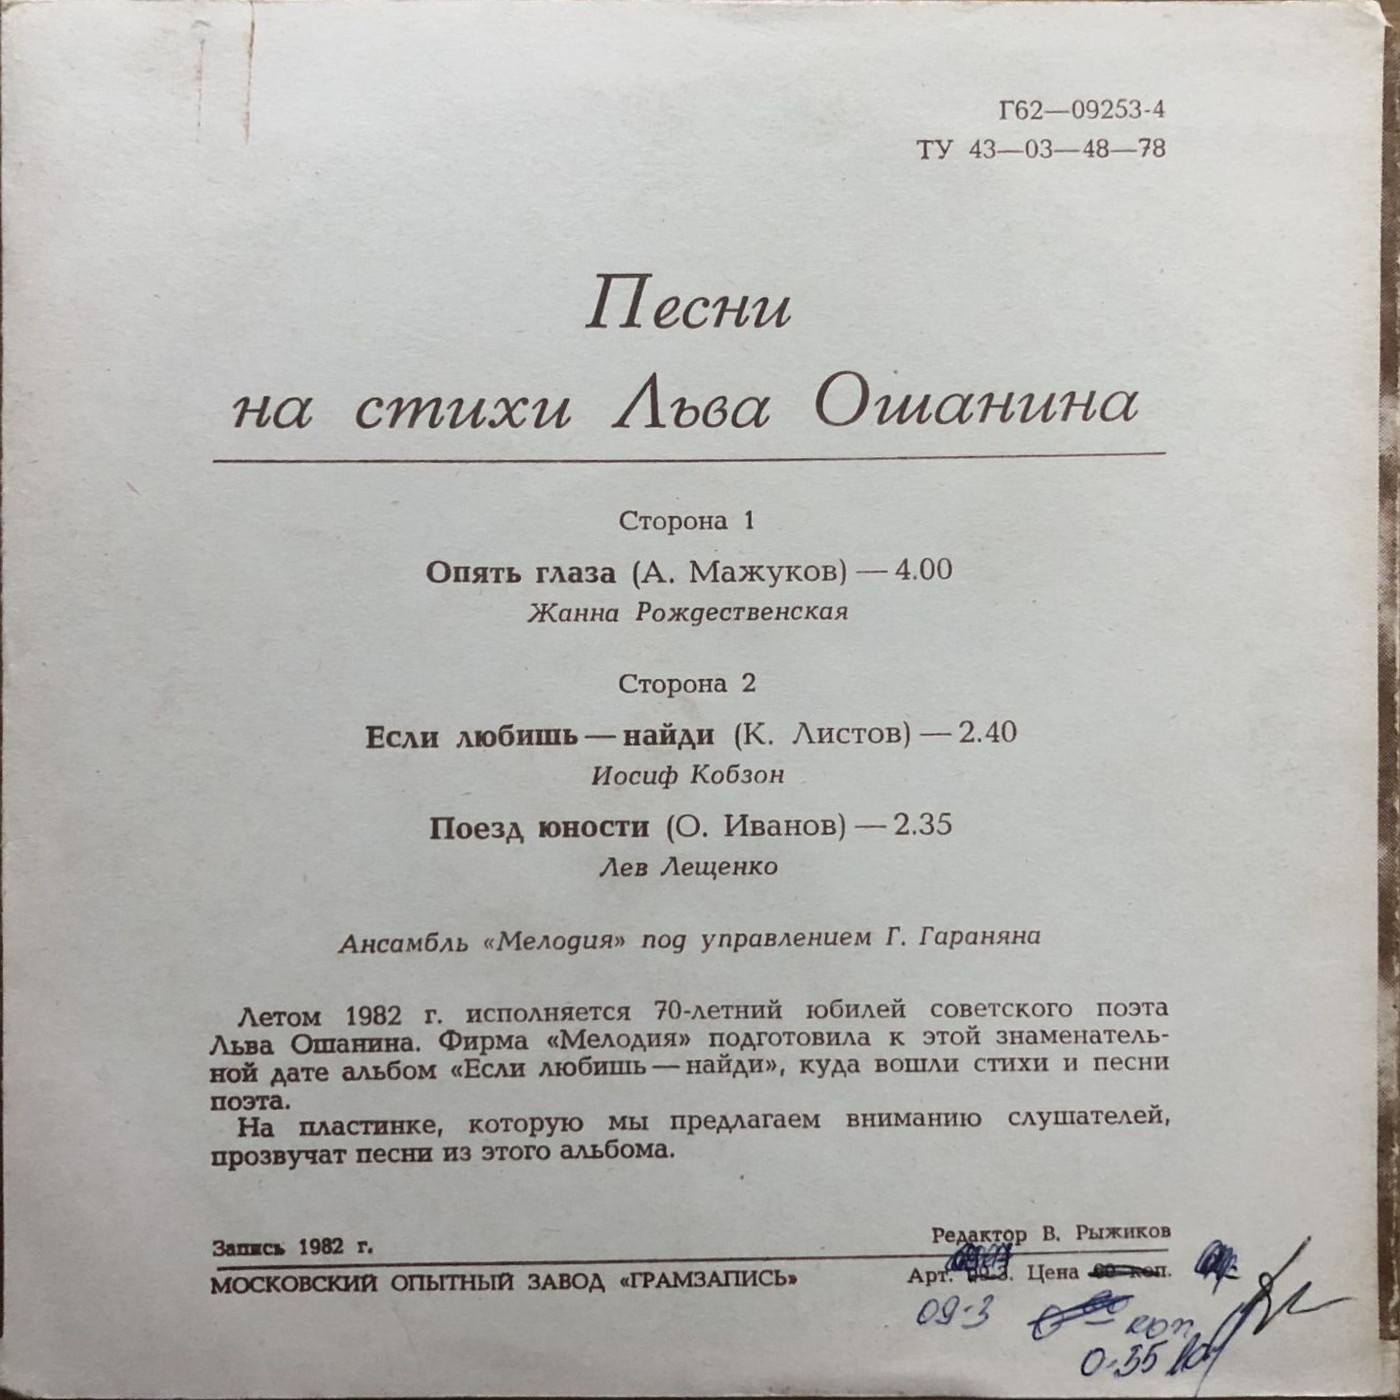 Г62—09253-4
ТУ 43—03—48—78
Песни
на стихи Льва Ошанина
Сторона 1
Опять глаза (А. Мажуков) — 4.00
Жанна Рождественская
Сторона 2
Если любишь — найди (К. Листов) — 2.40
Иосиф Кобзон
Поезд юности (О. Иванов) — 2.35
Лев Лещенко
Ансамбль «Мелодия» под управлением Г. Гараняна
Летом 1982 г. исполняется 70-летний юбилей советского поэта
Льва Ошанина. Фирма «Мелодия» подготовила к этой знаменатель-
ной дате альбом «Если любишь — найди», куда вошли стихи и песни
поэта.
На пластинке, которую мы предлагаем вниманию слушателей,
прозвучат песни из этого альбома.
Редактор В. Рыжиков
Запись 1982 г.
МОСКОВСКИЙ ОПЫТНЫЙ ЗАВОД «ГРАМЗАПИСЬ»
Арт. 09-3. Цена коп.
09-3
коп
0-55